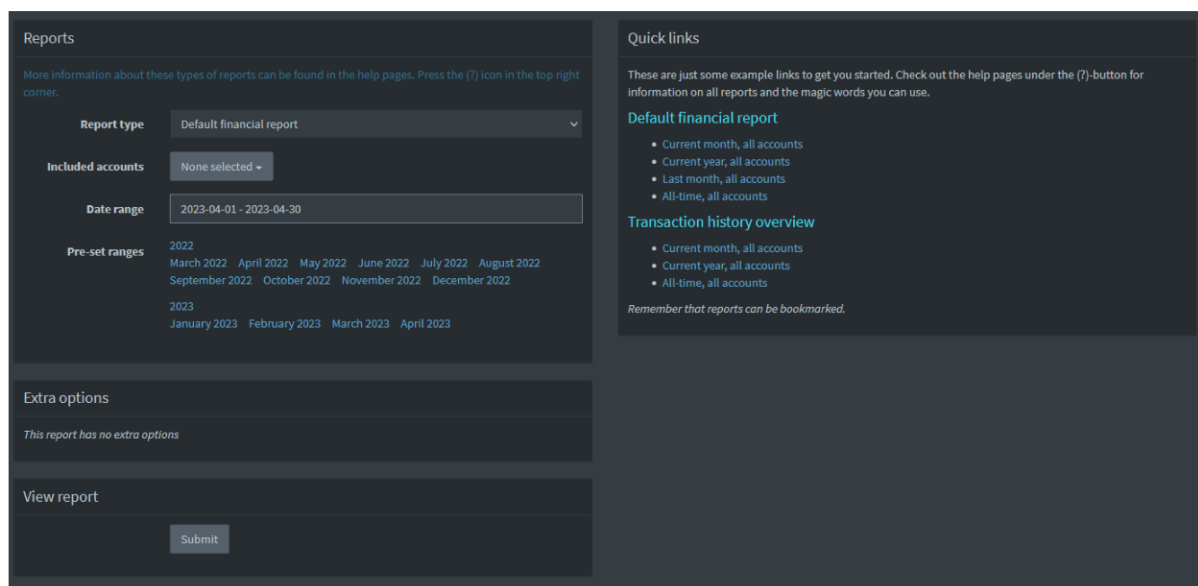 Reports
More information about these types of reports can be found in the help pages. Press the (?) icon in the top right
corner.
Report type
Default financial report
Included accounts
None selected
Date range
2023-04-01 - 2023-04-30
Pre-set ranges
2022
March 2022 April 2022 May 2022 June 2022 July 2022 August 2022
September 2022 October 2022 November 2022 December 2022
2023
January 2023 February 2023 March 2023 April 2023
Extra options
This report has no extra options
View report
Submit
Quick links
These are just some example links to get you started. Check out the help pages under the (?)-button for
information on all reports and the magic words you can use.
Default financial report
Current month, all accounts
Current year, all accounts
Last month, all accounts
All-time, all accounts
Transaction history overview
Current month, all accounts
Current year, all accounts
All-time, all accounts
Remember that reports can be bookmarked.